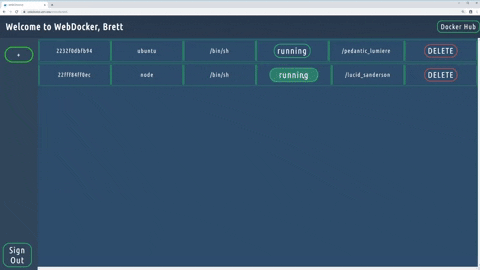 Welcome to WebDocker, Brett
Docker Hub
+
2232f6dbfb94 ubuntu /bin/sh running /pedantic_lumiere DELETE
22fff84ff0ec node /bin/sh running /lucid_sanderson DELETE
Sign
Out